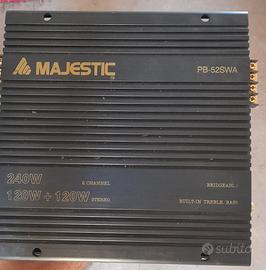 MAJESTIC
PB-52SWA
240W
2 CHANNEL
BRIDGEABLE
120W + 120W STEREO
BUILT-IN TREBLE/BASS
subito